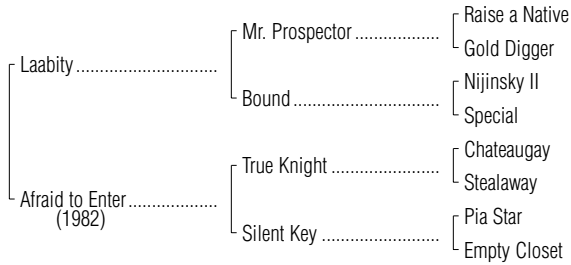 Raise a Native
Mr. Prospector ....................
Gold Digger
Laabity .................................
Nijinsky II
Bound ...................................
Special
Chateaugay
True Knight ..........................
Stealaway
Afraid to Enter .....................
(1982)
Pia Star
Silent Key .............................
Empty Closet